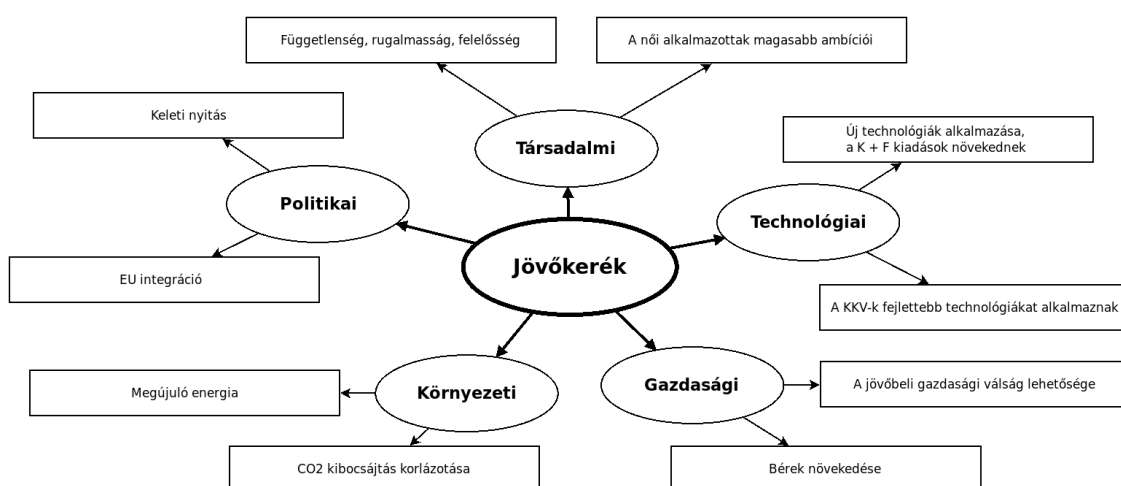 Függetlenség, rugalmasság, felelősség
A női alkalmazottak magasabb ambíciói
Keleti nyitás
Társadalmi
Új technológiák alkalmazása,
a K + F kiadások növekednek
Politikai
Technológiai
Jövőkerék
EU integráció
A KKV-k fejlettebb technológiákat alkalmaznak
Megújuló energia
Környezeti
Gazdasági
A jövőbeli gazdasági válság lehetősége
CO2 kibocsájtás korlázotása
Bérek növekedése